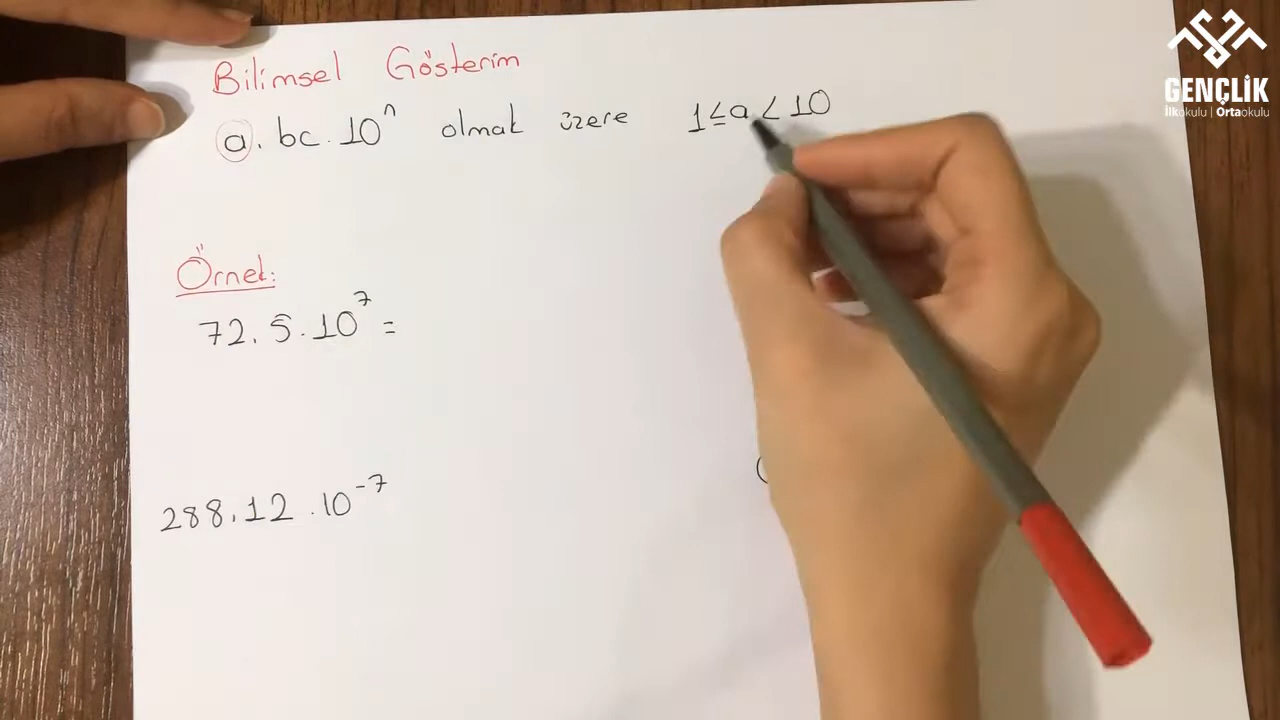 Bilimsel Gösterim
a. bc. 10ⁿ olmak üzere 1≤a<10
Örnek:
72.5.10⁷=
288.12.10⁻⁷
GENÇLİK
İlkokulu | Ortaokulu